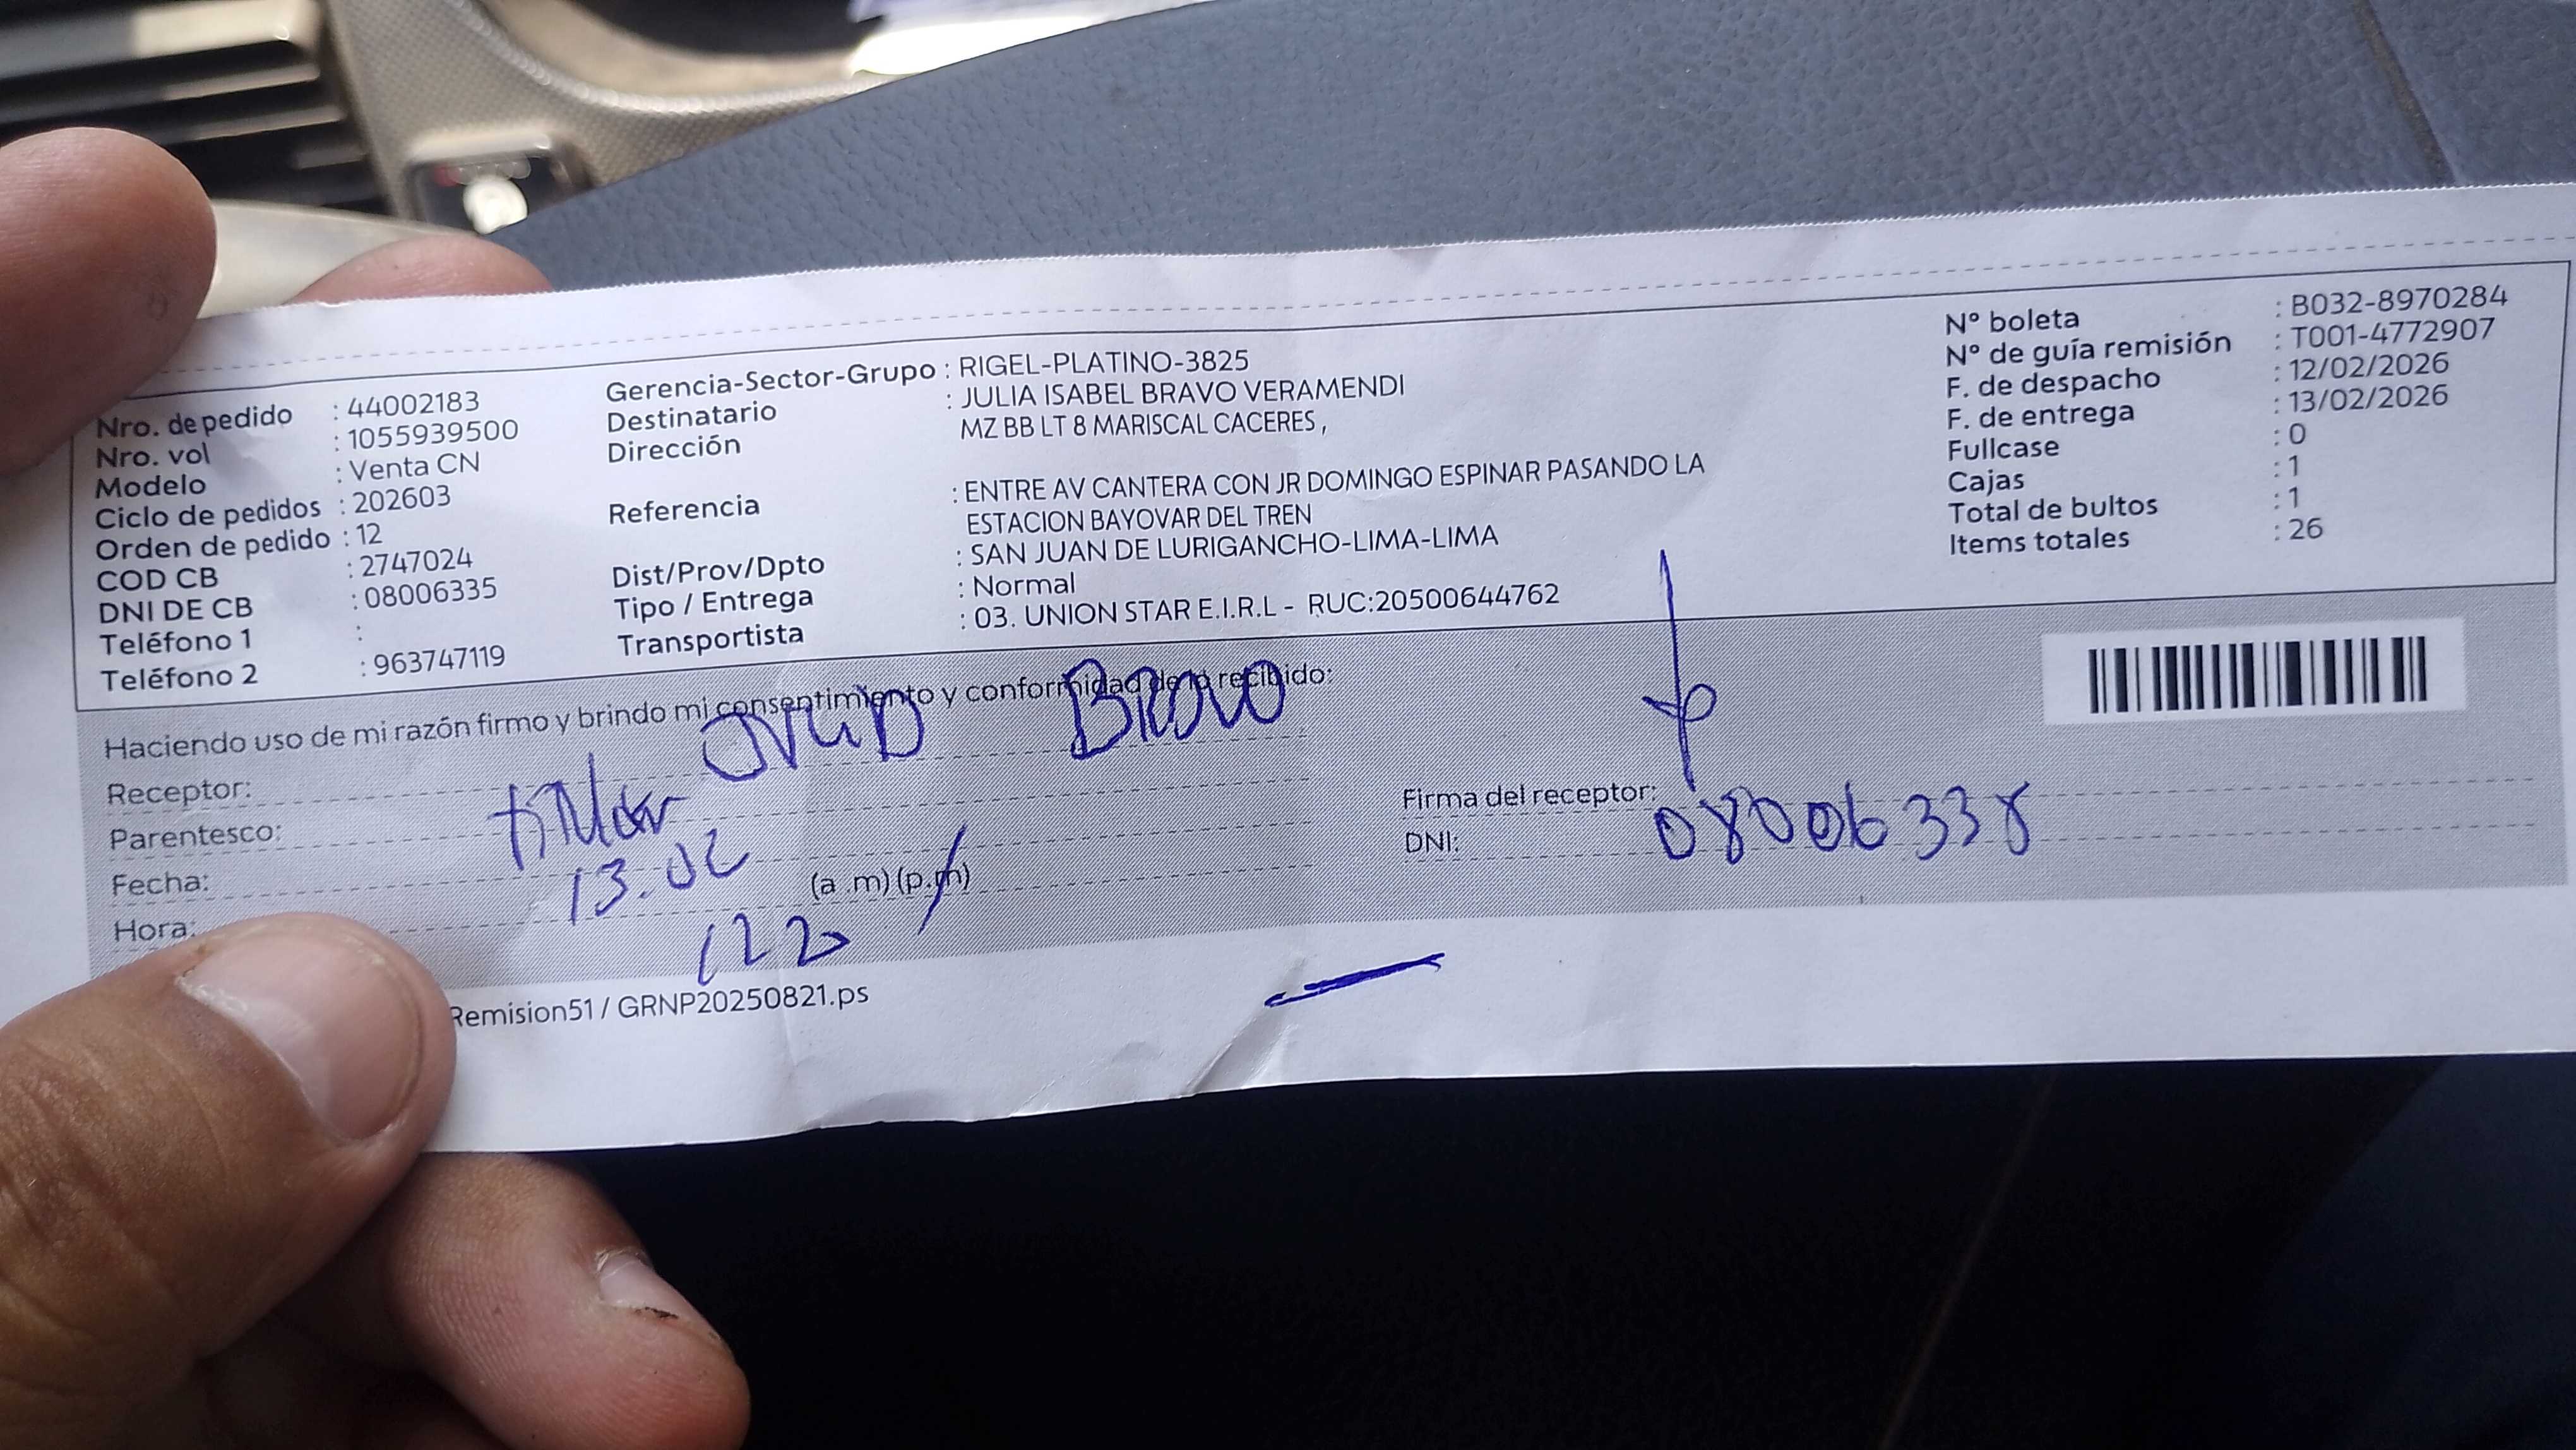 Nro. de pedido : 44002183
Nro. vol : 1055939500
Modelo : Venta CN
Ciclo de pedidos : 202603
Orden de pedido : 12
COD CB : 2747024
DNI DE CB : 08006335
Teléfono 1 :
Teléfono 2 : 963747119
Gerencia-Sector-Grupo : RIGEL-PLATINO-3825
Destinatario : JULIA ISABEL BRAVO VERAMENDI
Dirección MZ BB LT 8 MARISCAL CACERES ,
Referencia : ENTRE AV CANTERA CON JR DOMINGO ESPINAR PASANDO LA
ESTACION BAYOVAR DEL TREN
Dist/Prov/Dpto : SAN JUAN DE LURIGANCHO-LIMA-LIMA
Tipo / Entrega : Normal
Transportista : 03. UNION STAR E.I.R.L - RUC:20500644762
N° boleta : B032-8970284
N° de guía remisión : T001-4772907
F. de despacho : 12/02/2026
F. de entrega : 13/02/2026
Fullcase : 0
Cajas : 1
Total de bultos : 1
Items totales : 26
Haciendo uso de mi razón firmo y brindo mi consentimiento y conformidad de lo recibido:
Receptor: Bravo
Parentesco: titular
Fecha: 13.02
Hora: 122 (a .m)(p.m)
Firma del receptor:
DNI: 08006338
Remision51 / GRNP20250821.ps